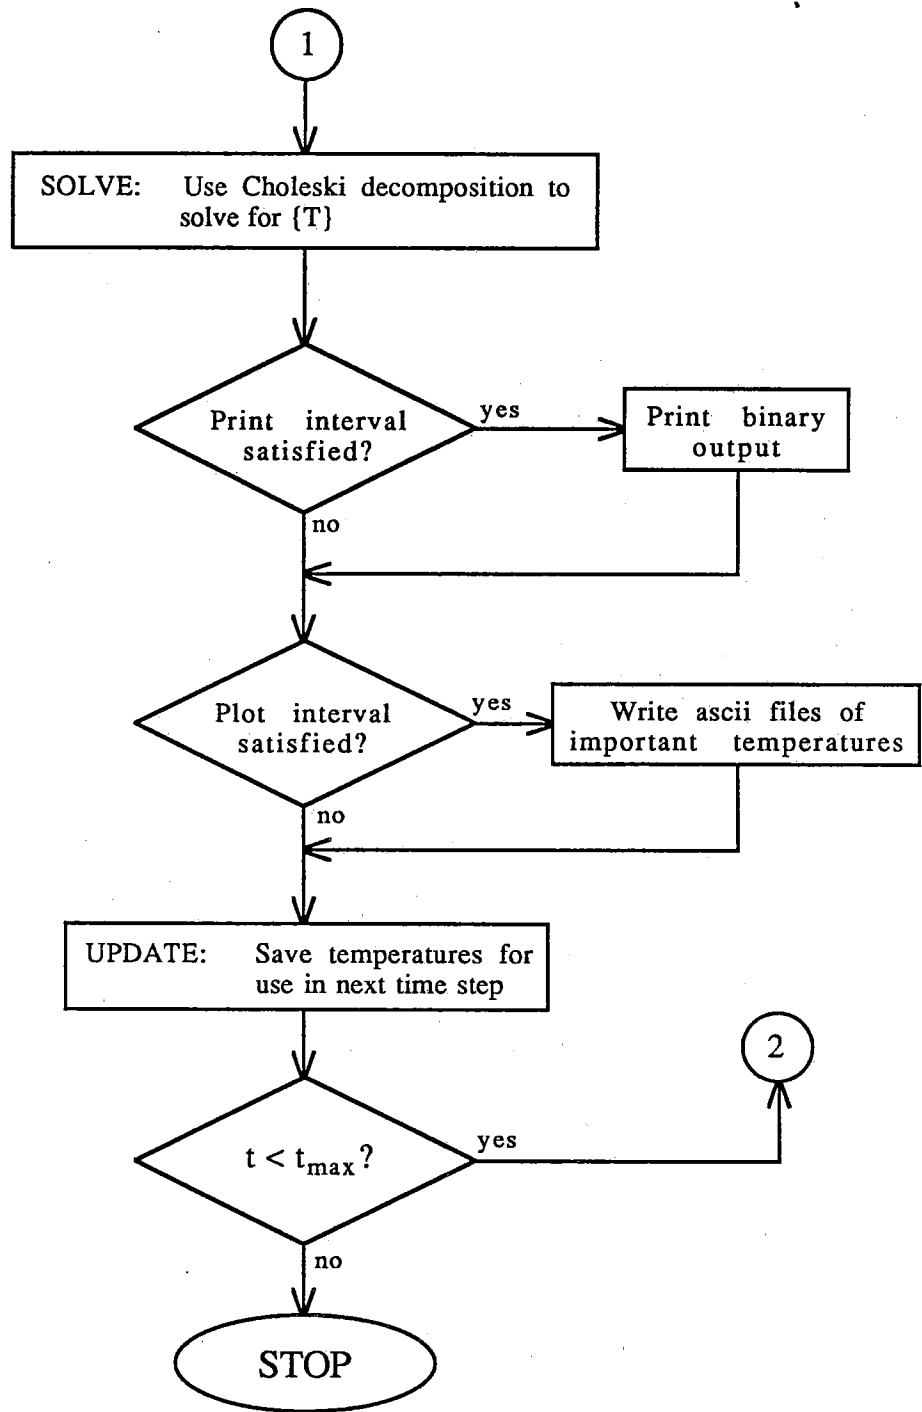 1
SOLVE: Use Choleski decomposition to
solve for {T}
Print interval
satisfied?
yes
Print binary
output
no
Plot interval
satisfied?
yes
Write ascii files of
important temperatures
no
UPDATE: Save temperatures for
use in next time step
2
t < tmax?
yes
no
STOP